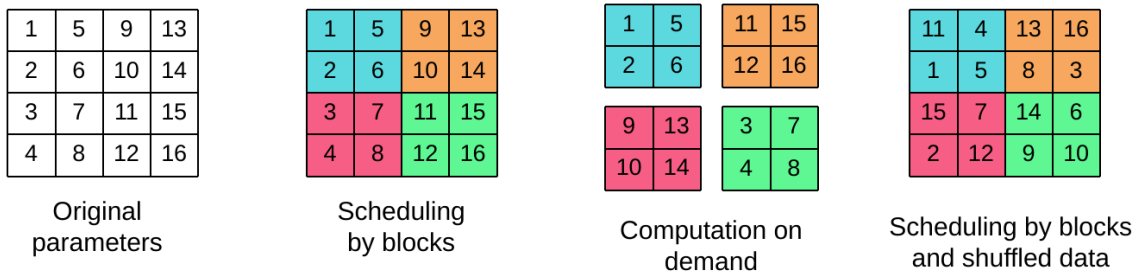 1 5 9 13
2 6 10 14
3 7 11 15
4 8 12 16
Original
parameters
1 5 9 13
2 6 10 14
3 7 11 15
4 8 12 16
Scheduling
by blocks
1 5
2 6
11 15
12 16
9 13
10 14
3 7
4 8
Computation on
demand
11 4 13 16
1 5 8 3
15 7 14 6
2 12 9 10
Scheduling by blocks
and shuffled data